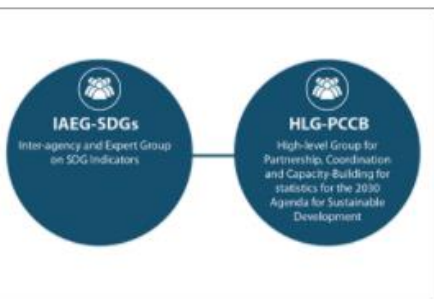 IAEG-SDGs
Inter-agency and Expert Group
on SDG Indicators
HLG-PCCB
High-level Group for
Partnership, Coordination
and Capacity-Building for
statistics for the 2030
Agenda for Sustainable
Development